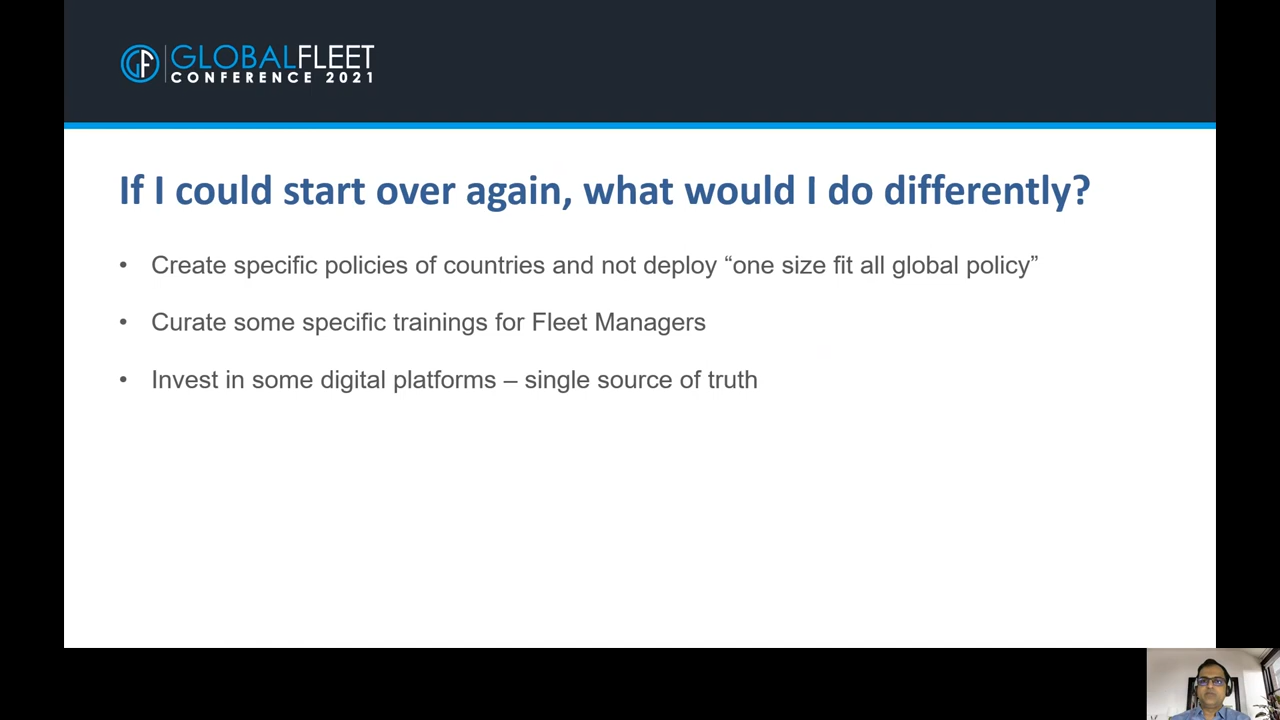 GF GLOBALFLEET
CONFERENCE 2021
If I could start over again, what would I do differently?
• Create specific policies of countries and not deploy “one size fit all global policy”
• Curate some specific trainings for Fleet Managers
• Invest in some digital platforms – single source of truth